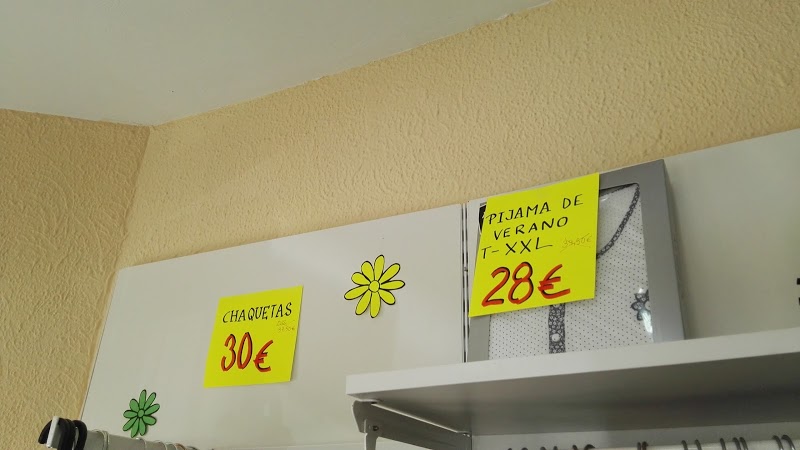 CHAQUETAS
30€
PIJAMA DE
VERANO
T-XXL
28€